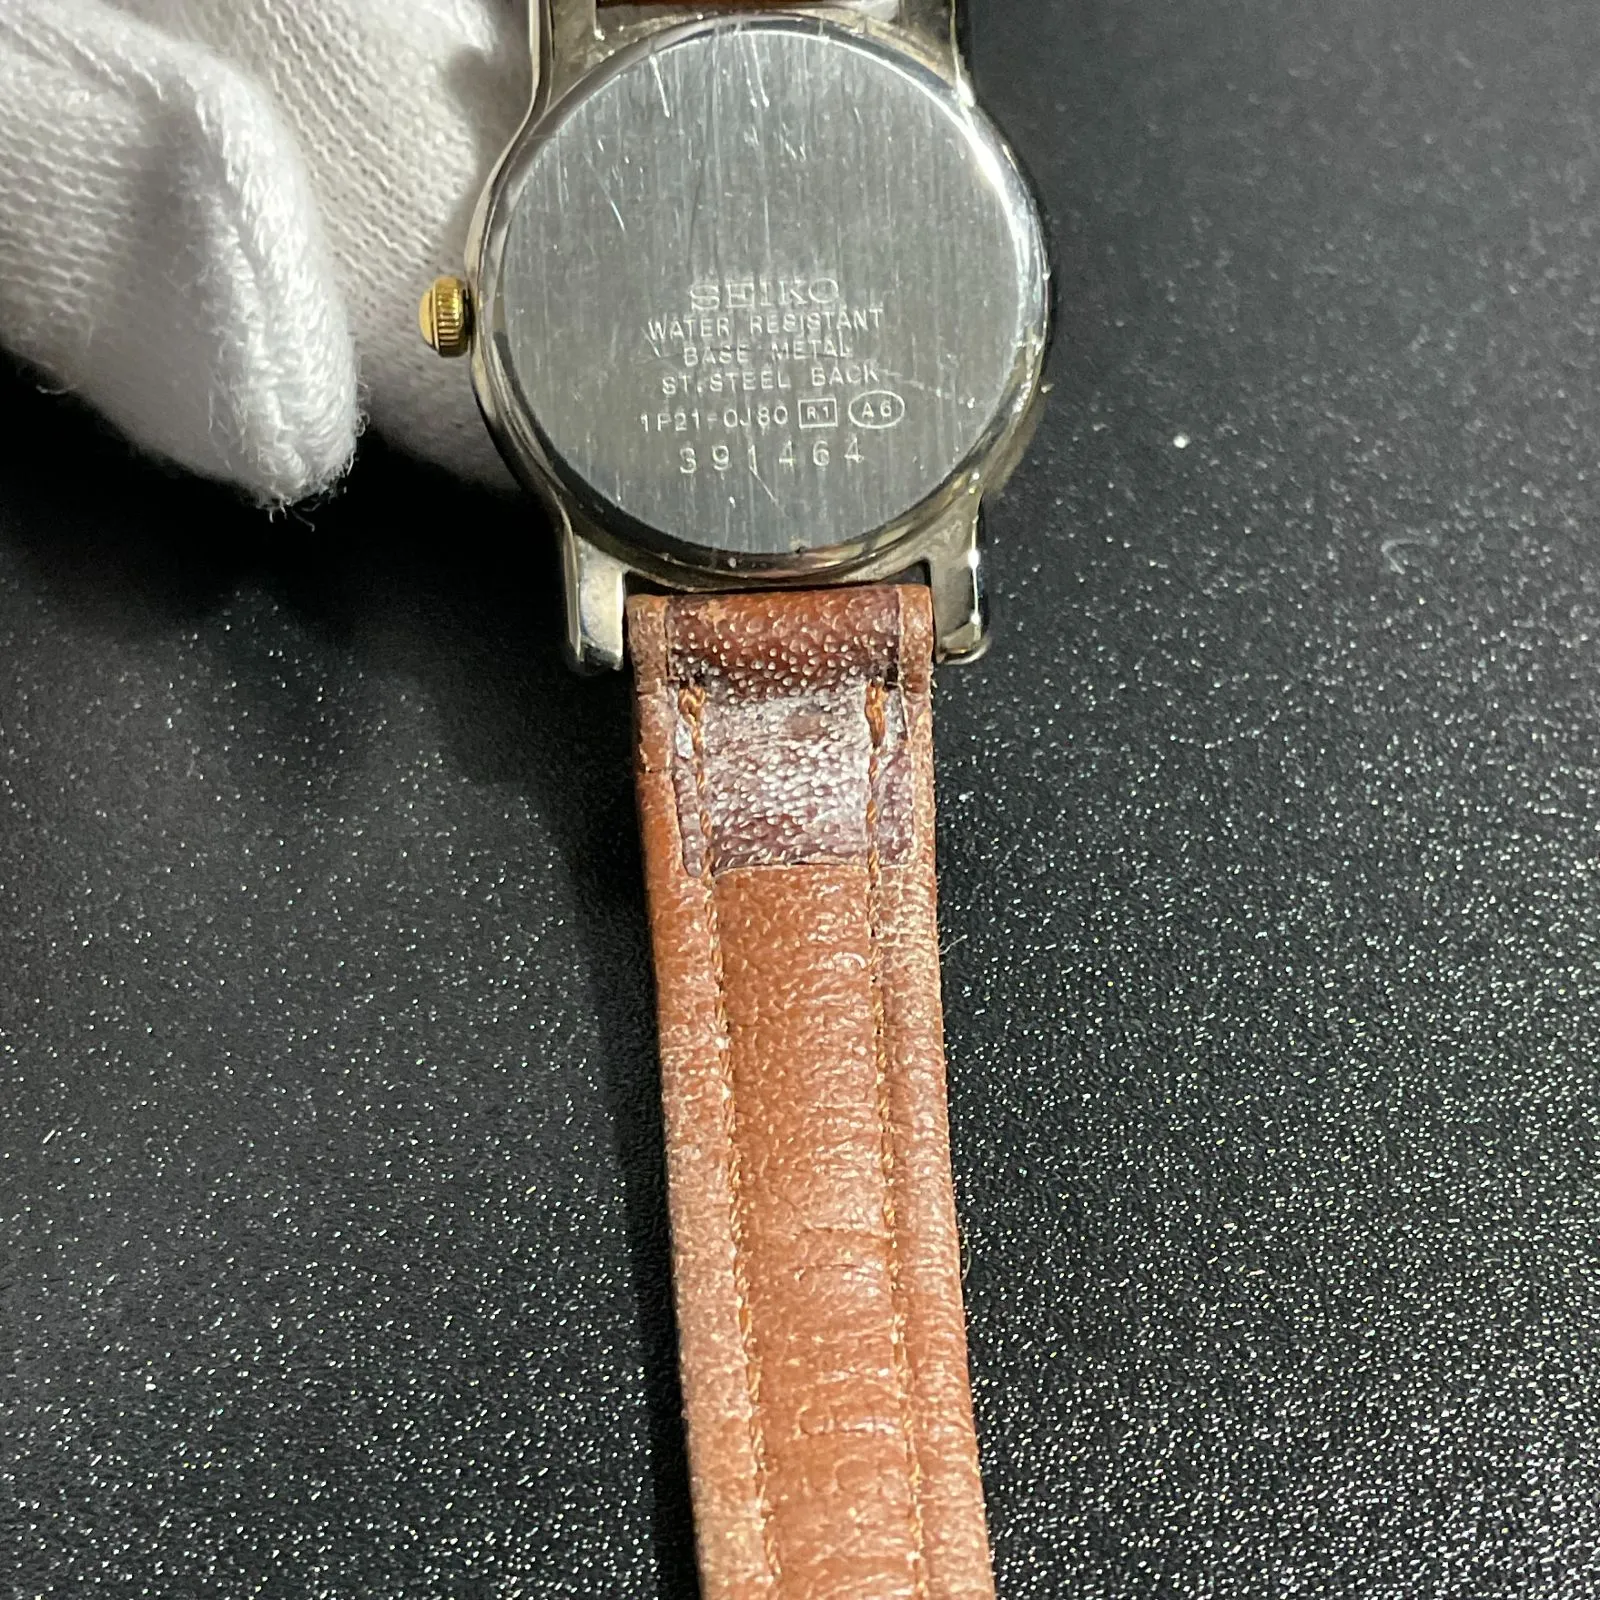 SEIKO
WATER RESISTANT
BASE METAL
ST.STEEL BACK
1F21-0J80 R1 A6
391464